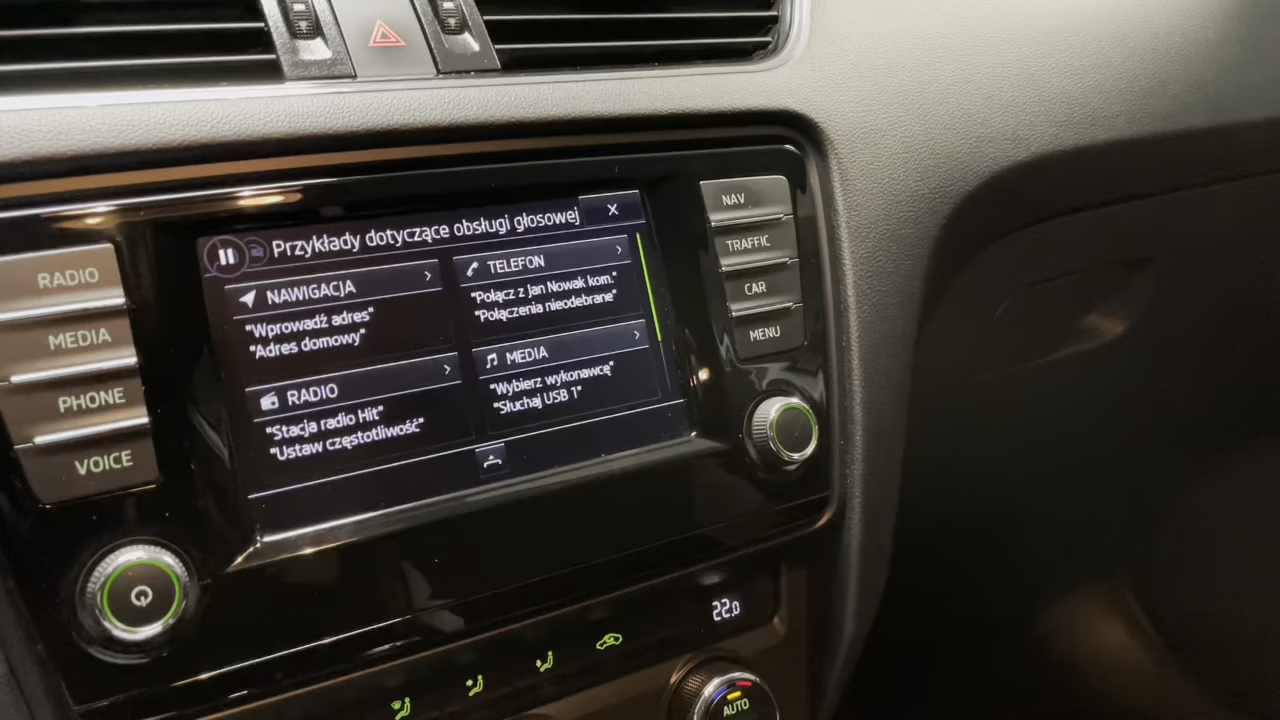 RADIO
MEDIA
PHONE
VOICE
Przykłady dotyczące obsługi głosowej
X
NAWIGACJA
"Wprowadź adres"
"Adres domowy"
TELEFON
"Połącz z Jan Nowak kom."
"Połączenia nieodebrane"
RADIO
"Stacja radio Hit"
"Ustaw częstotliwość"
MEDIA
"Wybierz wykonawcę"
"Słuchaj USB 1"
NAV
TRAFFIC
CAR
MENU
22.0
AUTO